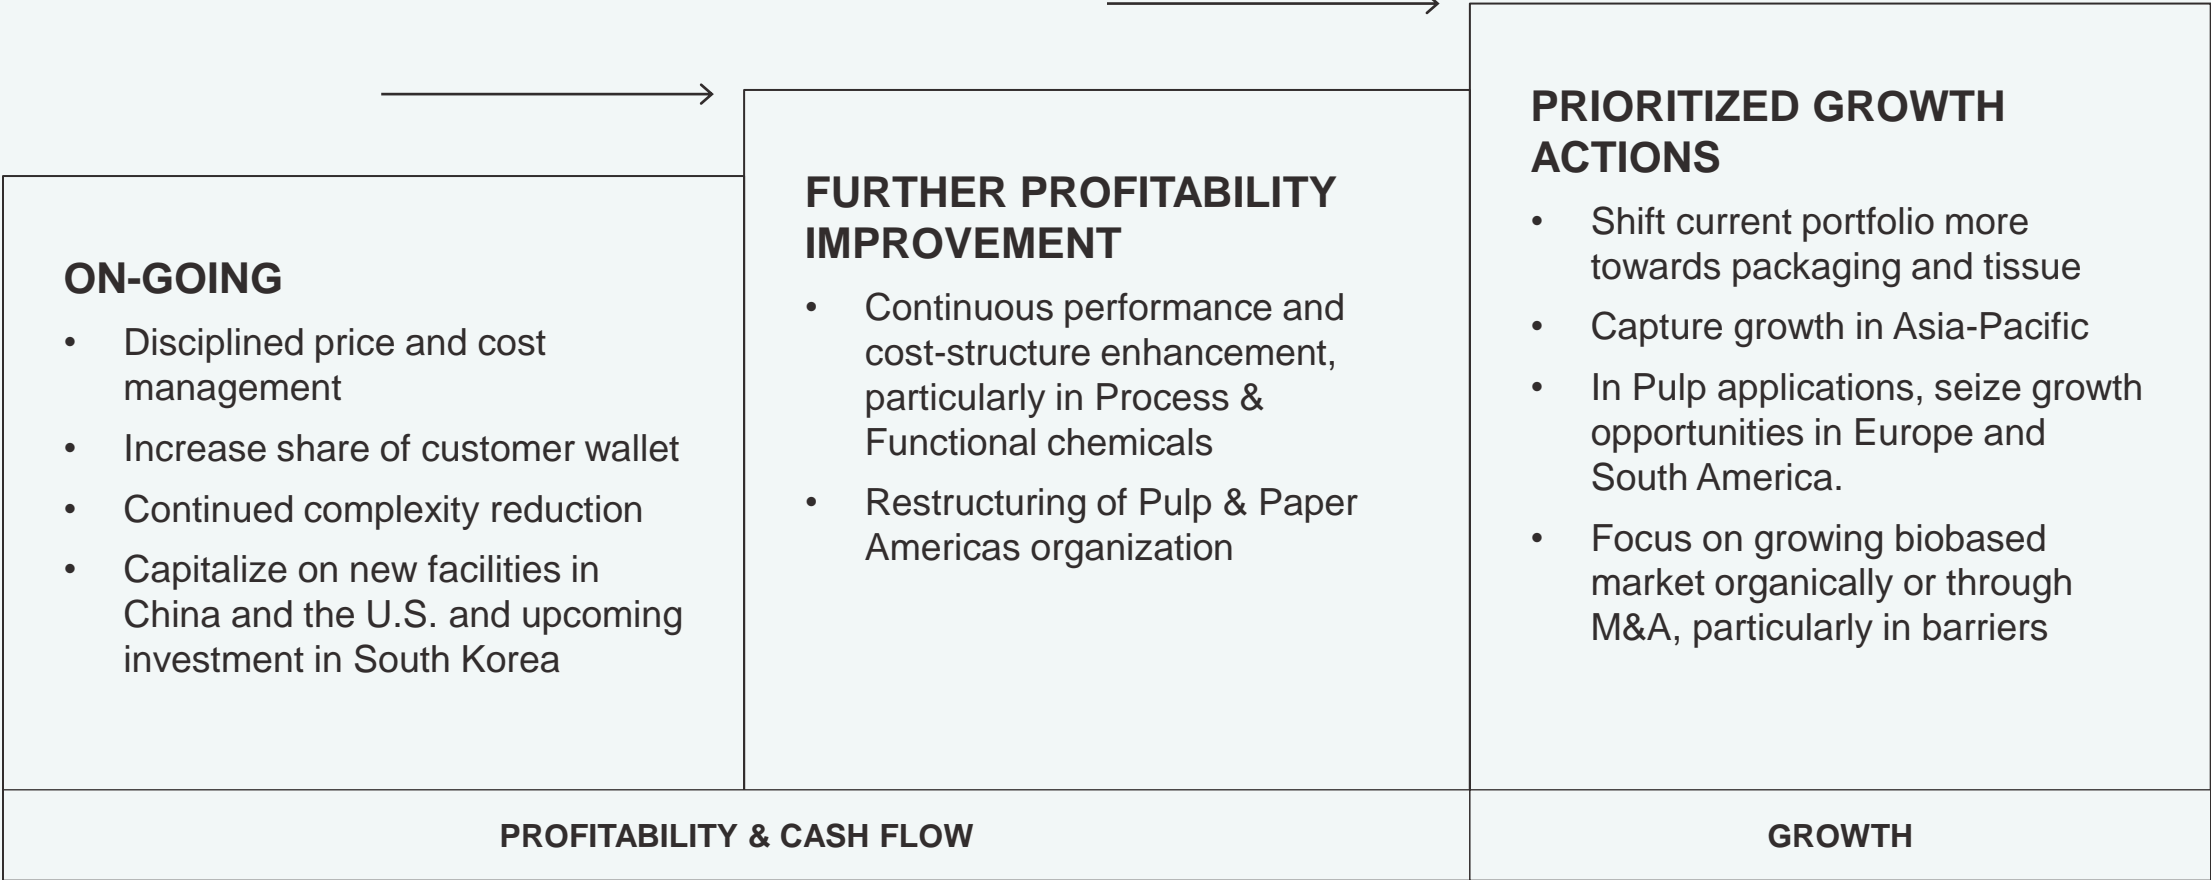 ON-GOING
• Disciplined price and cost
management
• Increase share of customer wallet
• Continued complexity reduction
• Capitalize on new facilities in
China and the U.S. and upcoming
investment in South Korea
FURTHER PROFITABILITY
IMPROVEMENT
• Continuous performance and
cost-structure enhancement,
particularly in Process &
Functional chemicals
• Restructuring of Pulp & Paper
Americas organization
PRIORITIZED GROWTH
ACTIONS
• Shift current portfolio more
towards packaging and tissue
• Capture growth in Asia-Pacific
• In Pulp applications, seize growth
opportunities in Europe and
South America.
• Focus on growing biobased
market organically or through
M&A, particularly in barriers
PROFITABILITY & CASH FLOW
GROWTH